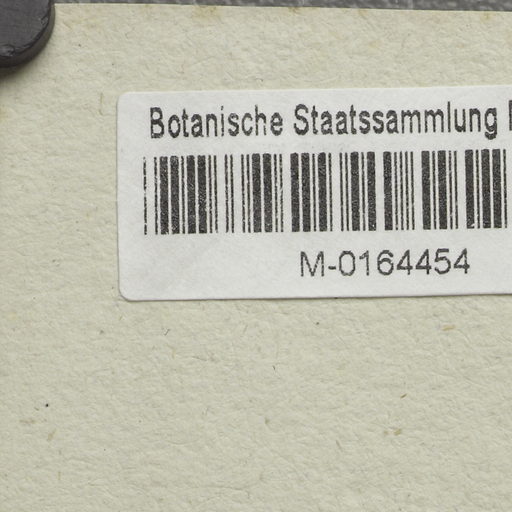 Botanische Staatssammlung
M-0164454